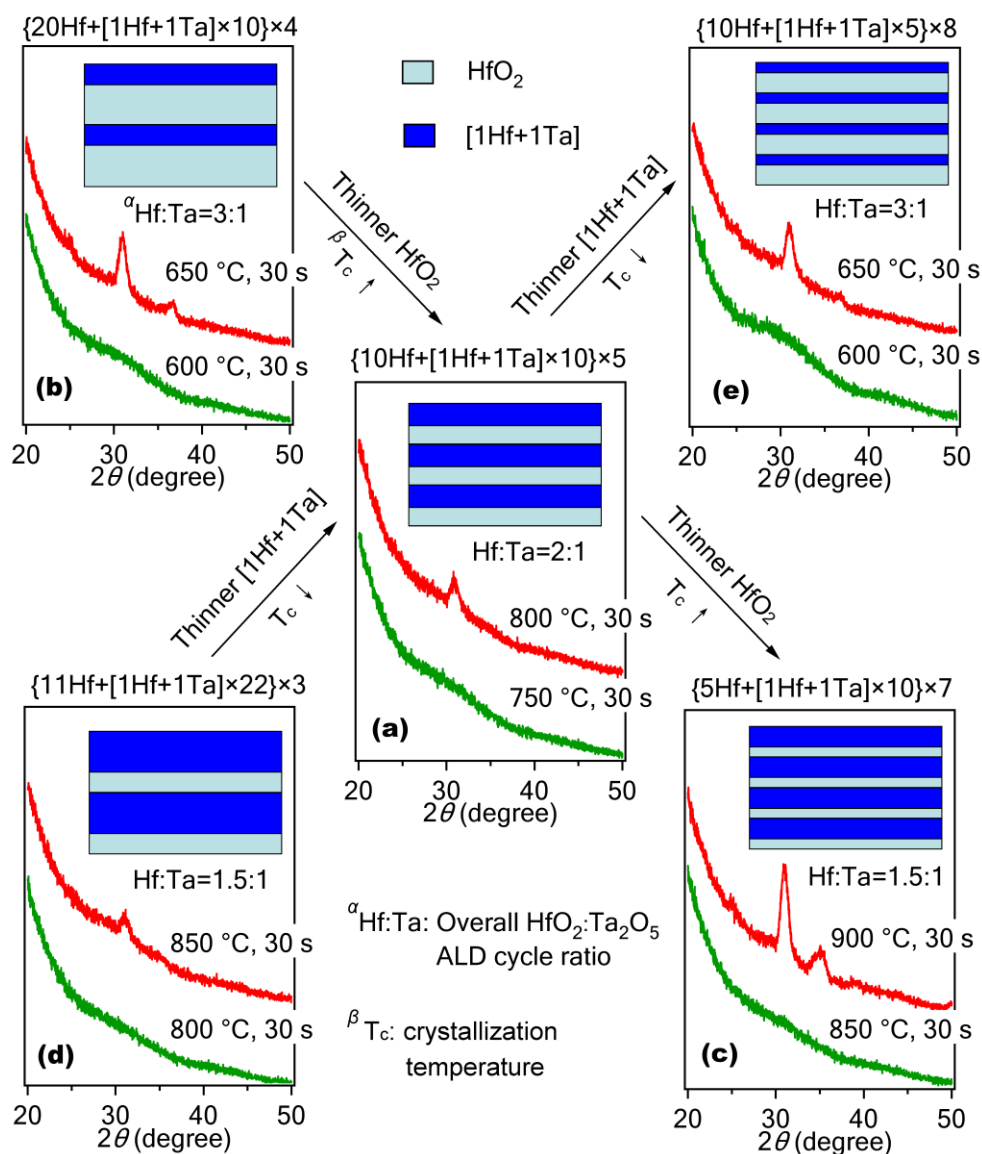 {20Hf+[1Hf+1Ta]×10}×4
αHf:Ta=3:1
650 °C, 30 s
600 °C, 30 s
(b)
20 30 40 50
2θ (degree)
HfO2
[1Hf+1Ta]
Thinner HfO2
β Tc ↑
Thinner [1Hf+1Ta]
Tc ↓
{10Hf+[1Hf+1Ta]×5}×8
Hf:Ta=3:1
650 °C, 30 s
600 °C, 30 s
(e)
20 30 40 50
2θ (degree)
{10Hf+[1Hf+1Ta]×10}×5
Hf:Ta=2:1
800 °C, 30 s
750 °C, 30 s
(a)
20 30 40 50
2θ (degree)
Thinner [1Hf+1Ta]
Tc ↓
Thinner HfO2
Tc ↑
{11Hf+[1Hf+1Ta]×22}×3
Hf:Ta=1.5:1
850 °C, 30 s
800 °C, 30 s
(d)
20 30 40 50
2θ (degree)
αHf:Ta: Overall HfO2:Ta2O5
ALD cycle ratio
βTc: crystallization
temperature
{5Hf+[1Hf+1Ta]×10}×7
Hf:Ta=1.5:1
900 °C, 30 s
850 °C, 30 s
(c)
20 30 40 50
2θ (degree)